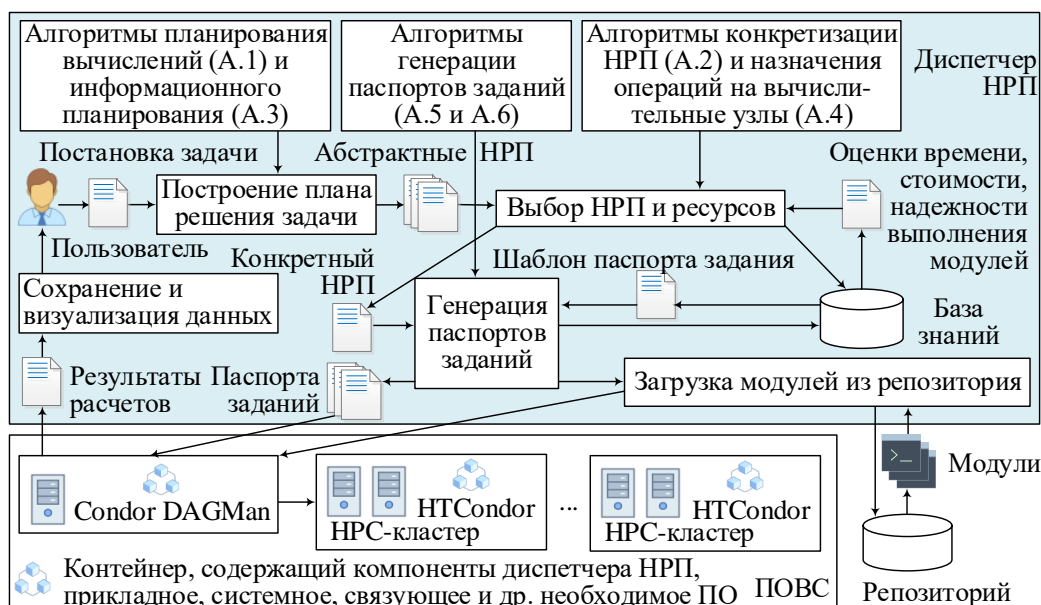 Алгоритмы планирования
вычислений (А.1) и
информационного
планирования (А.3)
Алгоритмы
генерации
паспортов заданий
(А.5 и А.6)
Алгоритмы конкретизации
НРП (А.2) и назначения
операций на вычисли-
тельные узлы (А.4)
Диспетчер
НРП
Постановка задачи
Абстрактные НРП
Оценки времени,
стоимости,
надежности
выполнения
модулей
Построение плана
решения задачи
Выбор НРП и ресурсов
Пользователь
Конкретный
НРП
Шаблон паспорта задания
Сохранение и
визуализация данных
Генерация
паспортов
заданий
База
знаний
Результаты
расчетов
Паспорта
заданий
Загрузка модулей из репозитория
Модули
Condor DAGMan
HTCondor
HPC-кластер
...
HTCondor
HPC-кластер
Контейнер, содержащий компоненты диспетчера НРП,
прикладное, системное, связующее и др. необходимое ПО
ПОВС
Репозиторий